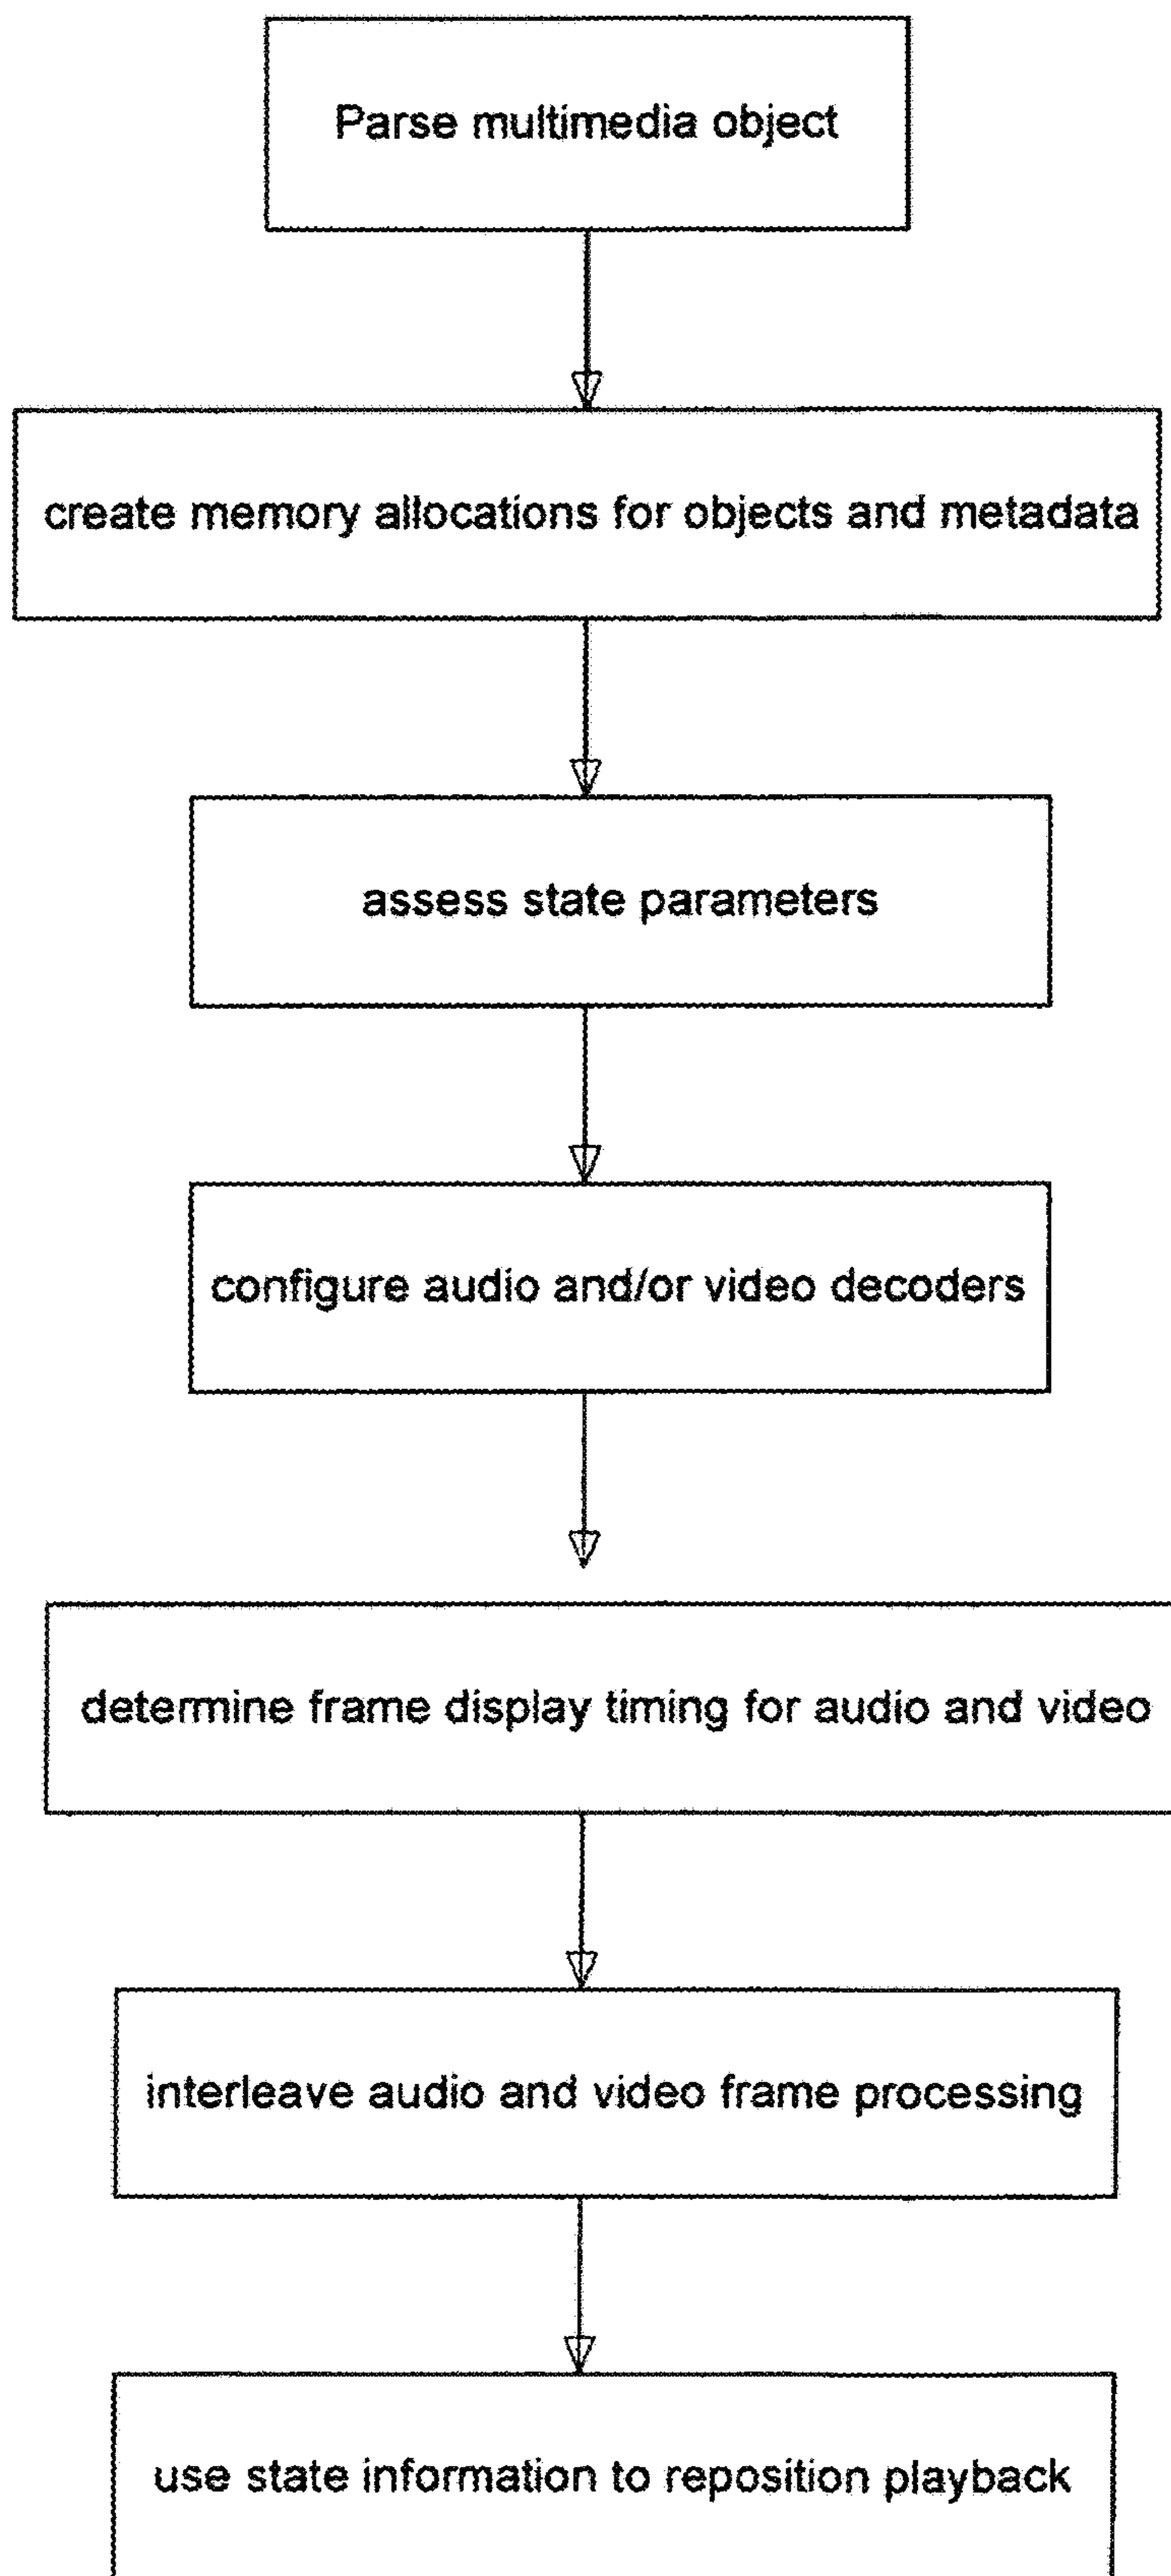 Parse multimedia object
create memory allocations for objects and metadata
assess state parameters
configure audio and/or video decoders
determine frame display timing for audio and video
interleave audio and video frame processing
use state information to reposition playback